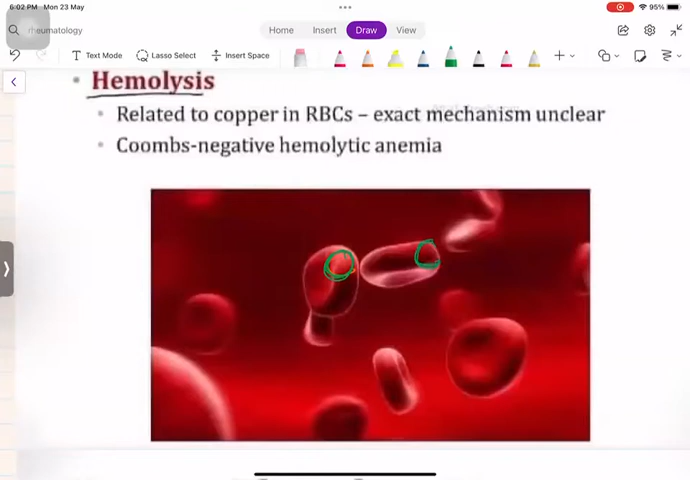 6:02 PM Mon 23 May
95%
rheumatology
Home Insert Draw View
Text Mode Lasso Select Insert Space
Hemolysis
Related to copper in RBCs – exact mechanism unclear
Coombs-negative hemolytic anemia